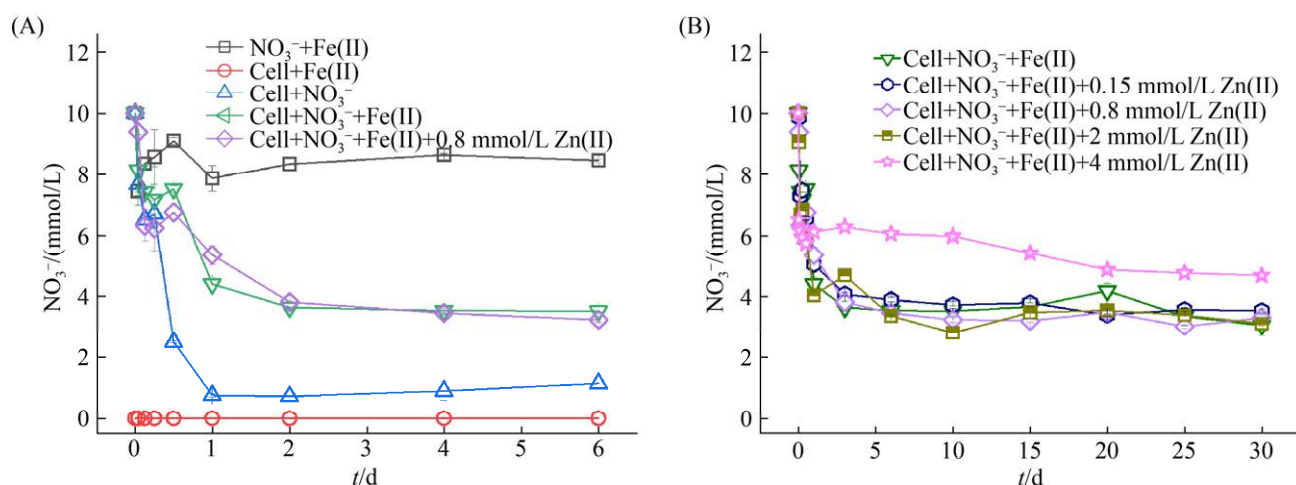 (A)
12
10
8
6
4
2
0
NO₃⁻/(mmol/L)
0 1 2 3 4 5 6
t/d
NO₃⁻+Fe(II)
Cell+Fe(II)
Cell+NO₃⁻
Cell+NO₃⁻+Fe(II)
Cell+NO₃⁻+Fe(II)+0.8 mmol/L Zn(II)
(B)
12
10
8
6
4
2
0
NO₃⁻/(mmol/L)
0 5 10 15 20 25 30
t/d
Cell+NO₃⁻+Fe(II)
Cell+NO₃⁻+Fe(II)+0.15 mmol/L Zn(II)
Cell+NO₃⁻+Fe(II)+0.8 mmol/L Zn(II)
Cell+NO₃⁻+Fe(II)+2 mmol/L Zn(II)
Cell+NO₃⁻+Fe(II)+4 mmol/L Zn(II)